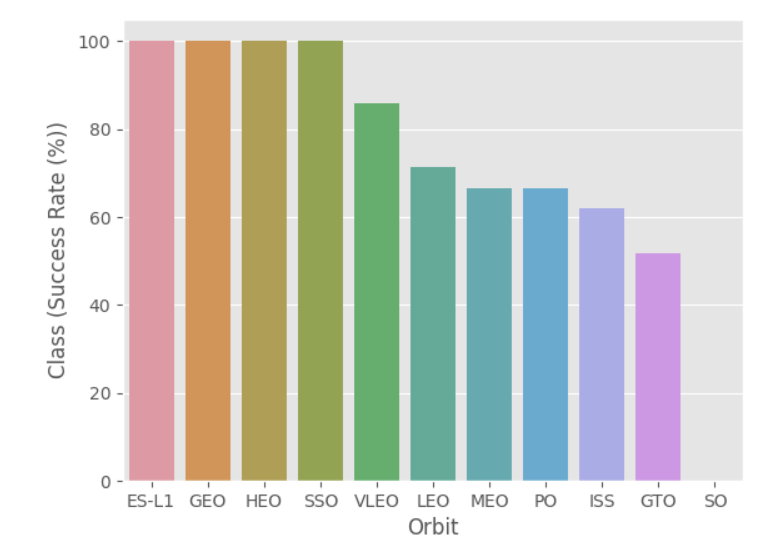 100
80
60
40
20
0
Class (Success Rate (%))
ES-L1 GEO HEO SSO VLEO LEO MEO PO ISS GTO SO
Orbit